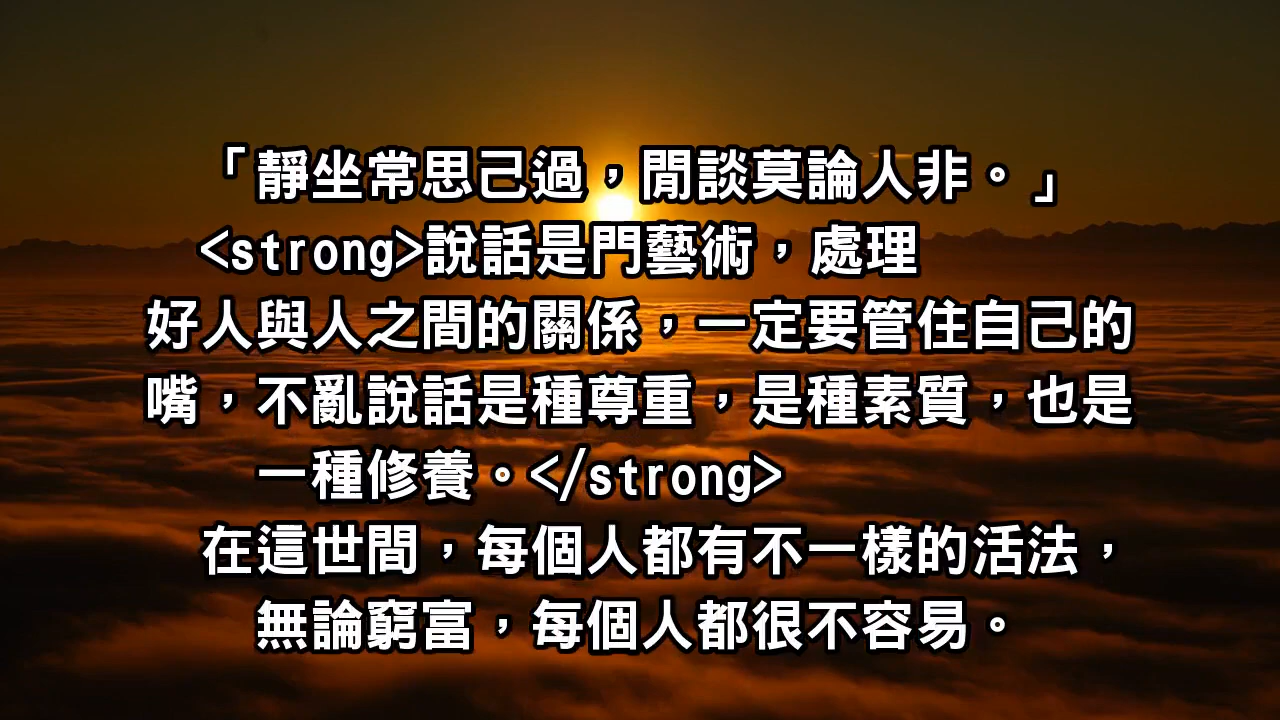 「靜坐常思己過，閒談莫論人非。」
<strong>說話是門藝術，處理
好人與人之間的關係，一定要管住自己的
嘴，不亂說話是種尊重，是種素質，也是
一種修養。</strong>
在這世間，每個人都有不一樣的活法，
無論窮富，每個人都很不容易。